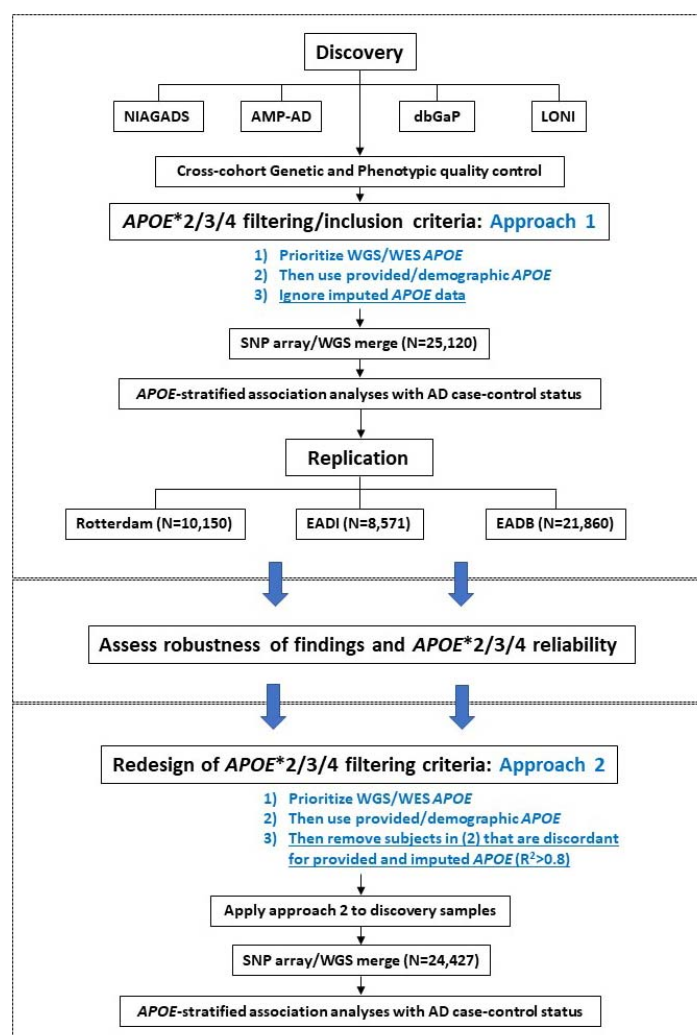 Discovery
NIAGADS
AMP-AD
dbGaP
LONI
Cross-cohort Genetic and Phenotypic quality control
APOE*2/3/4 filtering/inclusion criteria: Approach 1
1) Prioritize WGS/WES APOE
2) Then use provided/demographic APOE
3) Ignore imputed APOE data
SNP array/WGS merge (N=25,120)
APOE-stratified association analyses with AD case-control status
Replication
Rotterdam (N=10,150)
EADI (N=8,571)
EADB (N=21,860)
Assess robustness of findings and APOE*2/3/4 reliability
Redesign of APOE*2/3/4 filtering criteria: Approach 2
1) Prioritize WGS/WES APOE
2) Then use provided/demographic APOE
3) Then remove subjects in (2) that are discordant
for provided and imputed APOE (R²>0.8)
Apply approach 2 to discovery samples
SNP array/WGS merge (N=24,427)
APOE-stratified association analyses with AD case-control status